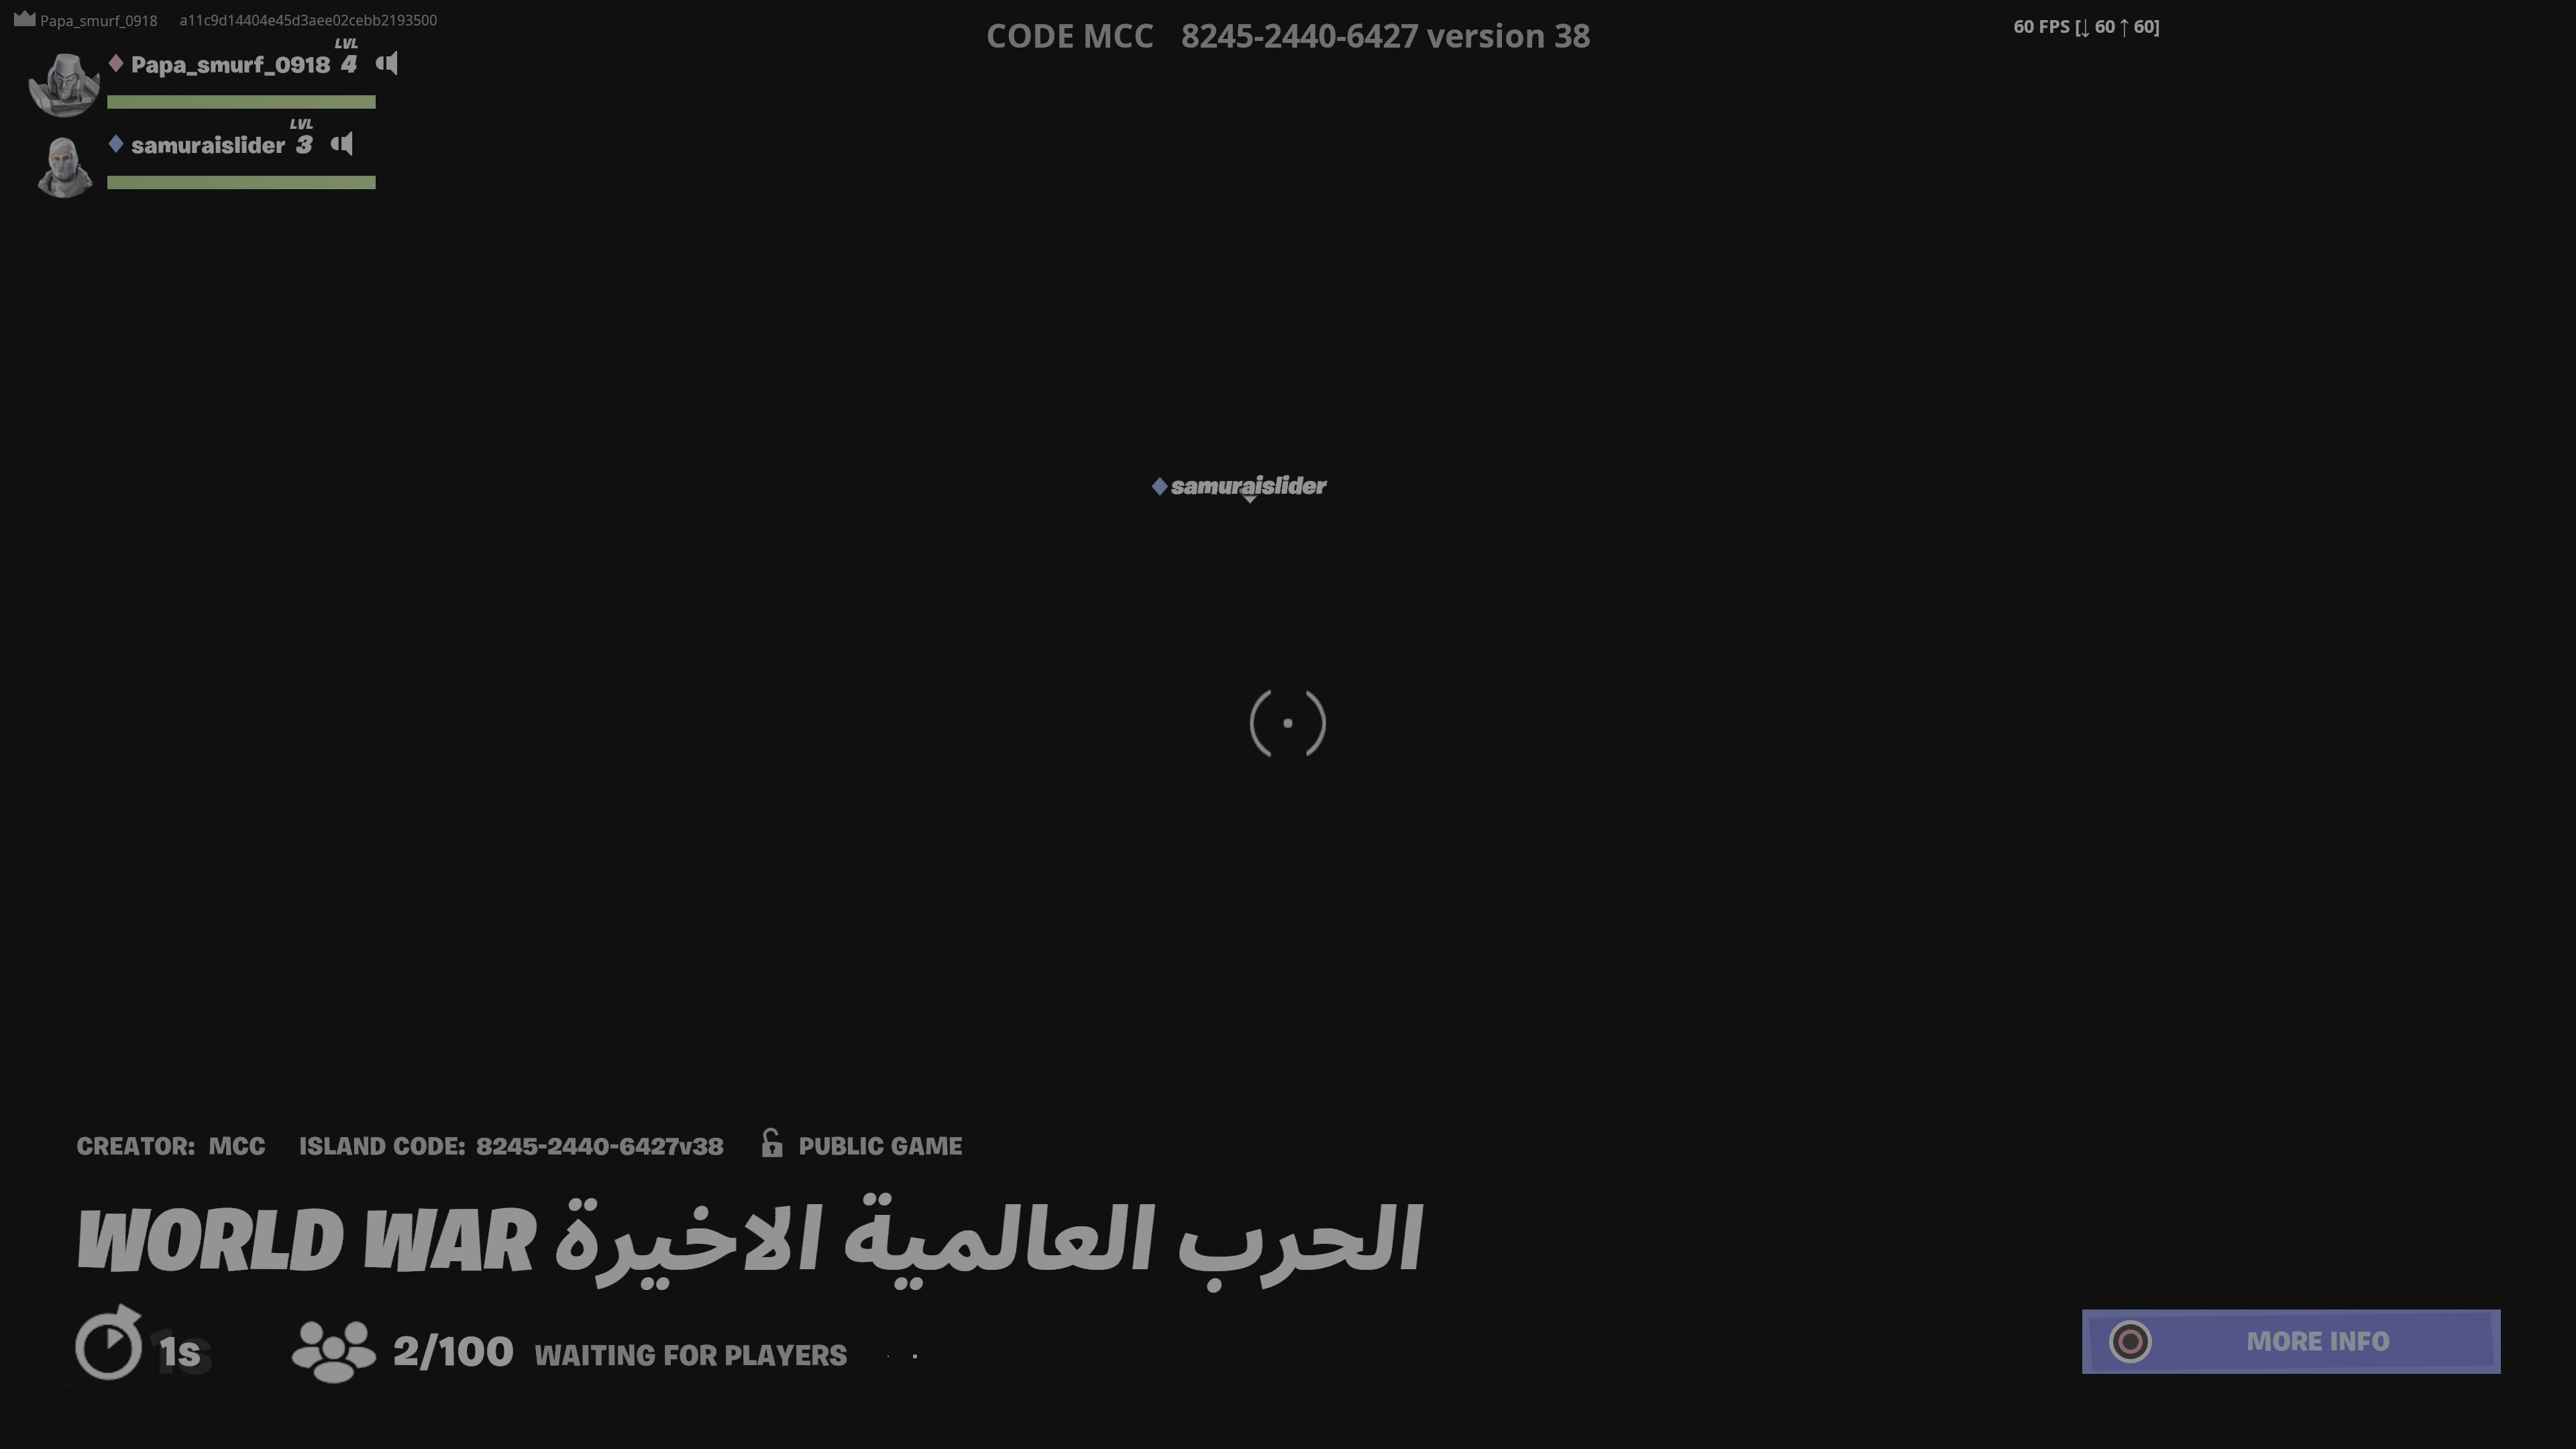 Papa_smurf_0918 a11c9d14404e45d3aee02cebb2193500
CODE MCC 8245-2440-6427 version 38
60 FPS [↓ 60 ↑ 60]
LVL
Papa_smurf_0918 4
LVL
samuraislider 3
samuraislider
CREATOR: MCC ISLAND CODE: 8245-2440-6427v38 PUBLIC GAME
WORLD WAR الحرب العالمية الاخيرة
1s 2/100 WAITING FOR PLAYERS
MORE INFO